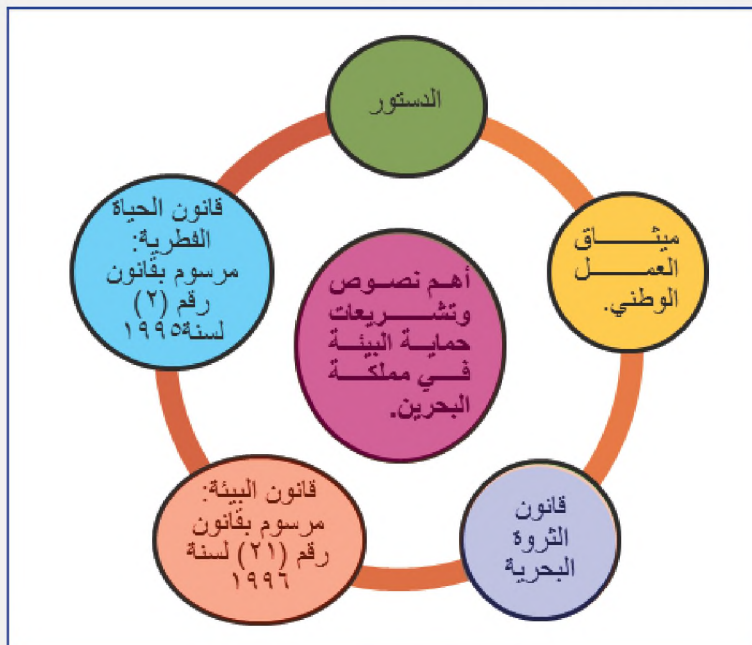 الدستور
ميثاق
العمل
الوطني.
قانون
الثروة
البحرية
قانون البيئة:
مرسوم بقانون
رقم (٢١) لسنة
١٩٩٦
قانون الحياة
الفطرية:
مرسوم بقانون
رقم (٢)
لسنة١٩٩٥
أهم نصوص
وتشريعات
حماية البيئة
في مملكة
البحرين.